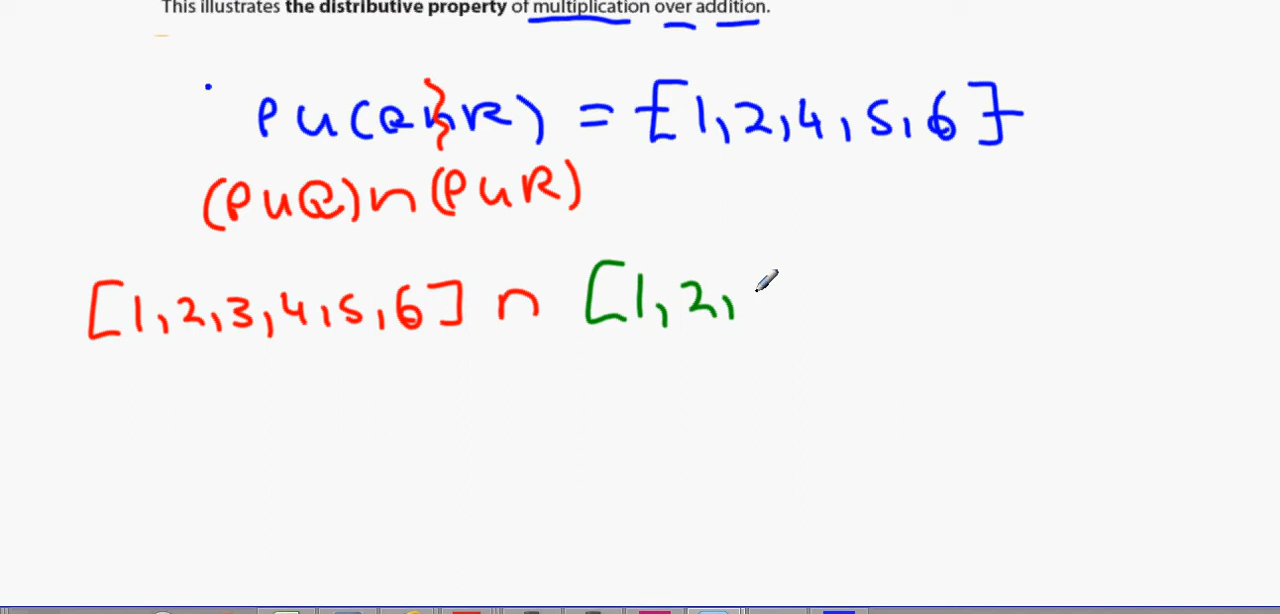 This illustrates the distributive property of multiplication over addition.
P U (Q ∩ R) = {1, 2, 4, 5, 6}
(P U Q) ∩ (P U R)
[1, 2, 3, 4, 5, 6] ∩ [1, 2,